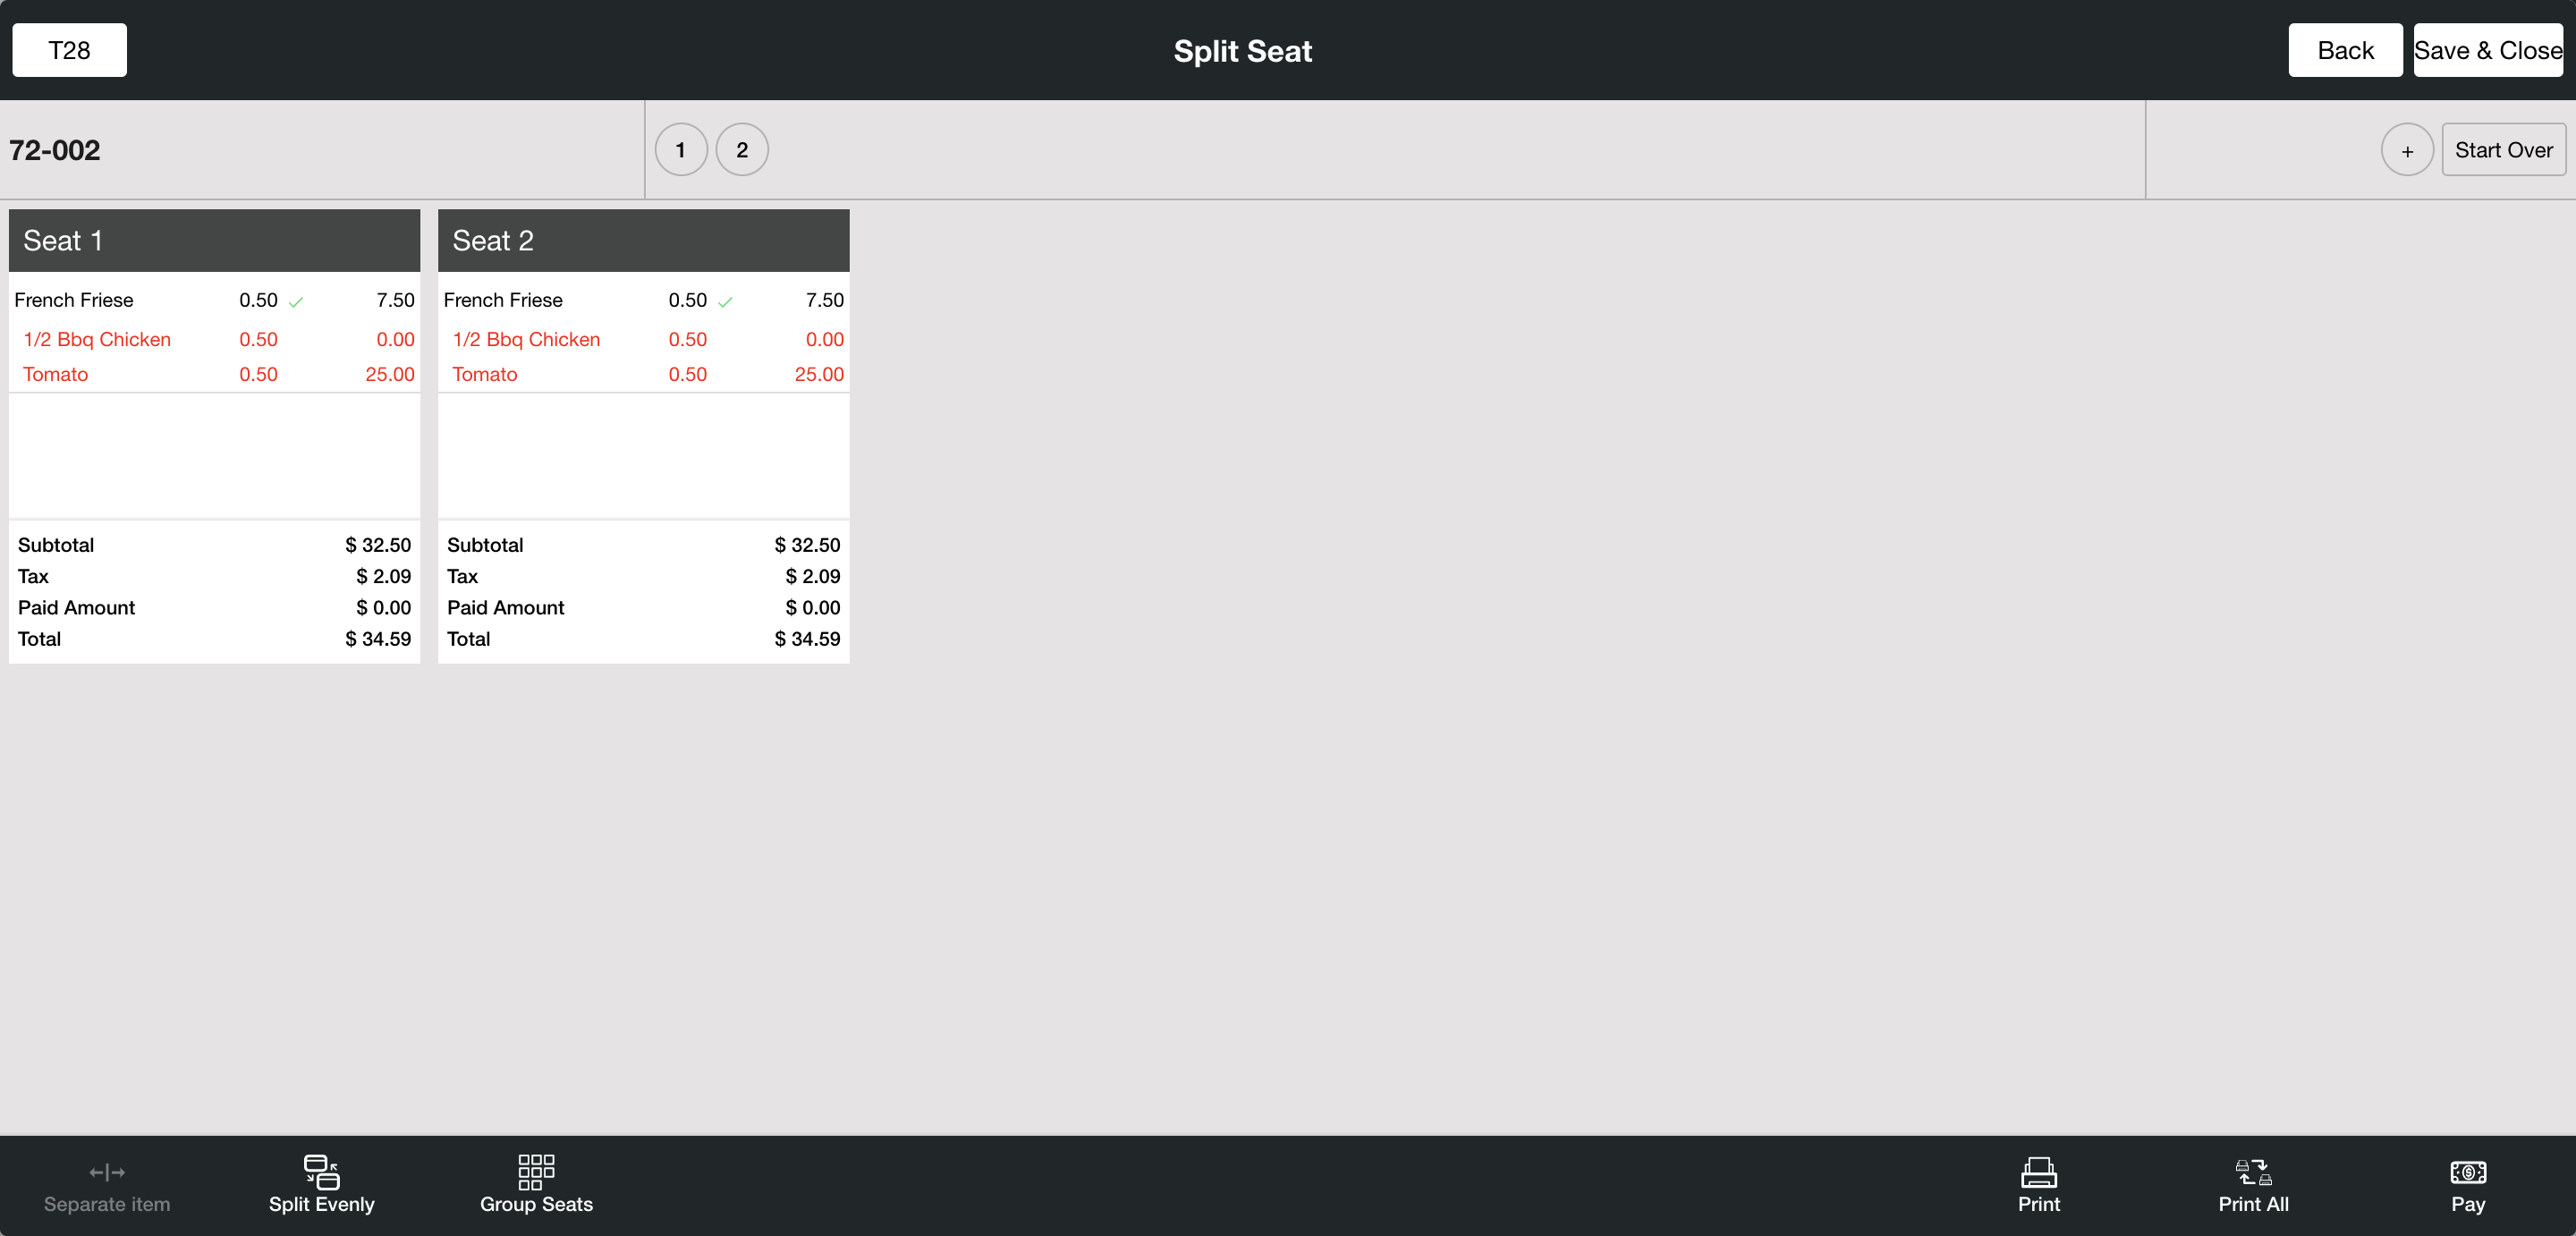 T28 Split Seat Back Save & Close
72-002 1 2 + Start Over
Seat 1
French Friese 0.50 7.50
1/2 Bbq Chicken 0.50 0.00
Tomato 0.50 25.00
Subtotal $ 32.50
Tax $ 2.09
Paid Amount $ 0.00
Total $ 34.59
Seat 2
French Friese 0.50 7.50
1/2 Bbq Chicken 0.50 0.00
Tomato 0.50 25.00
Subtotal $ 32.50
Tax $ 2.09
Paid Amount $ 0.00
Total $ 34.59
Separate item Split Evenly Group Seats Print Print All Pay